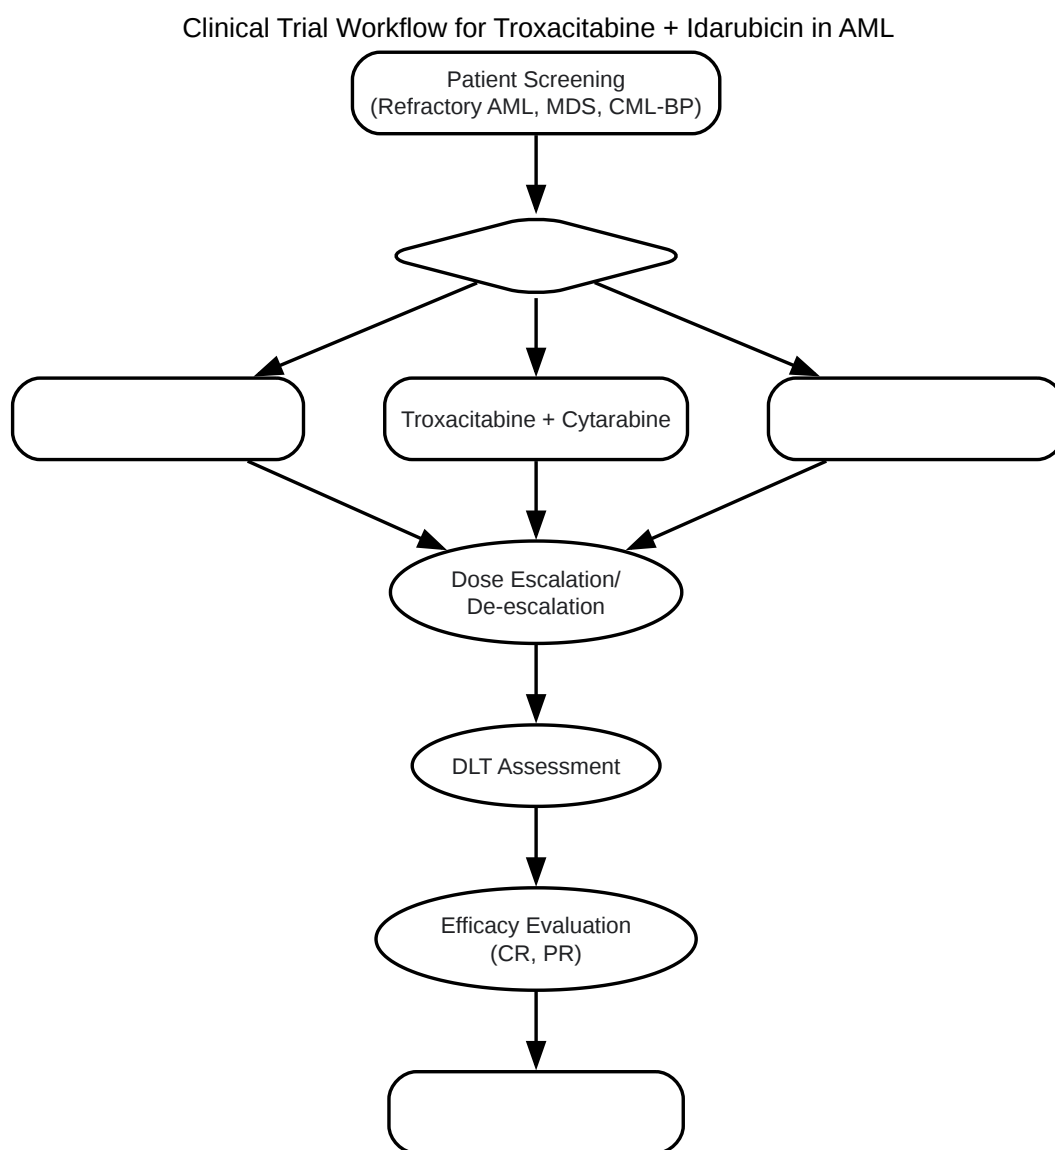 Clinical Trial Workflow for Troxacitabine + Idarubicin in AML
Patient Screening
(Refractory AML, MDS, CML-BP)
Troxacitabine + Cytarabine
Dose Escalation/
De-escalation
DLT Assessment
Efficacy Evaluation
(CR, PR)